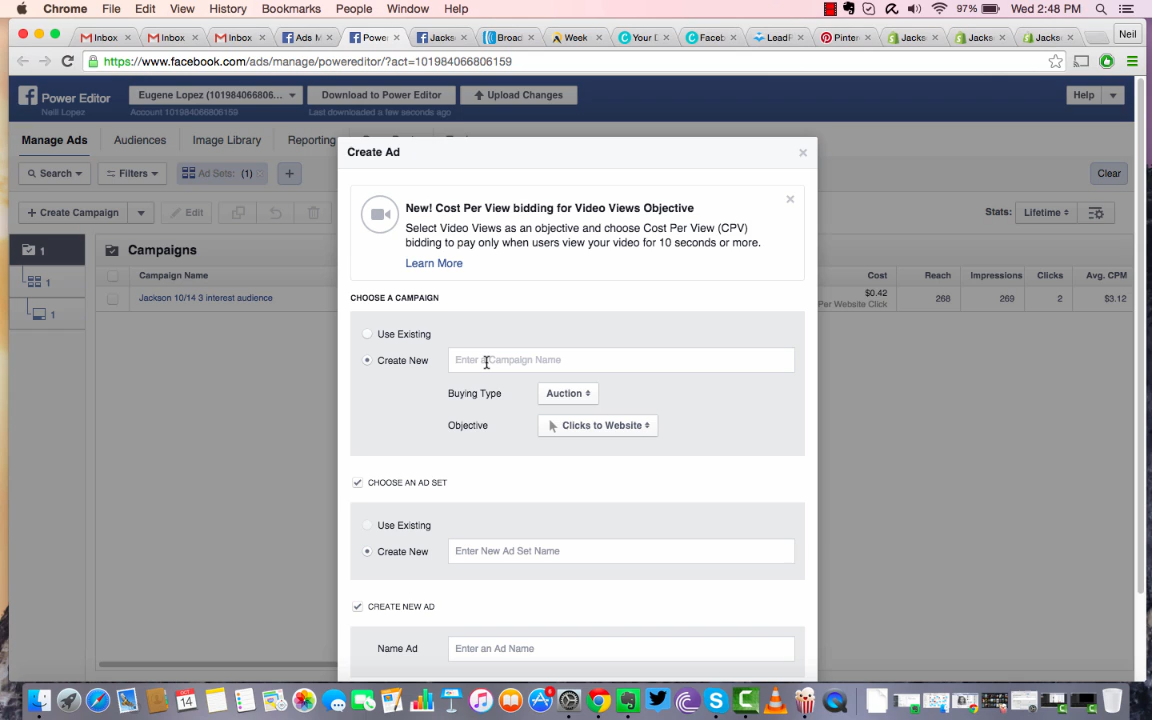 Chrome File Edit View History Bookmarks People Window Help 97% Wed 2:48 PM
Inbox Inbox Inbox Ads M Power Jacks Broad Week Your D Faceb LeadP Pinter Jacks Jacks Jacks Neil
https://www.facebook.com/ads/manage/powereditor/?act=101984066806159
Power Editor Eugene Lopez (101984066806... Download to Power Editor Upload Changes Help
Account 101984066806159 Last downloaded a few seconds ago
Manage Ads Audiences Image Library Reporting
Create Ad
Search Filters Ad Sets: (1) + Clear
New! Cost Per View bidding for Video Views Objective
+ Create Campaign Edit Stats: Lifetime
Select Video Views as an objective and choose Cost Per View (CPV)
bidding to pay only when users view your video for 10 seconds or more.
1 Campaigns
Learn More
Campaign Name Cost Reach Impressions Clicks Avg. CPM
1
Jackson 10/14 3 interest audience $0.42 268 269 2 $3.12
Per Website Click
CHOOSE A CAMPAIGN
1
Use Existing
Create New Enter a Campaign Name
Buying Type Auction
Objective Clicks to Website
CHOOSE AN AD SET
Use Existing
Create New Enter New Ad Set Name
CREATE NEW AD
Name Ad Enter an Ad Name